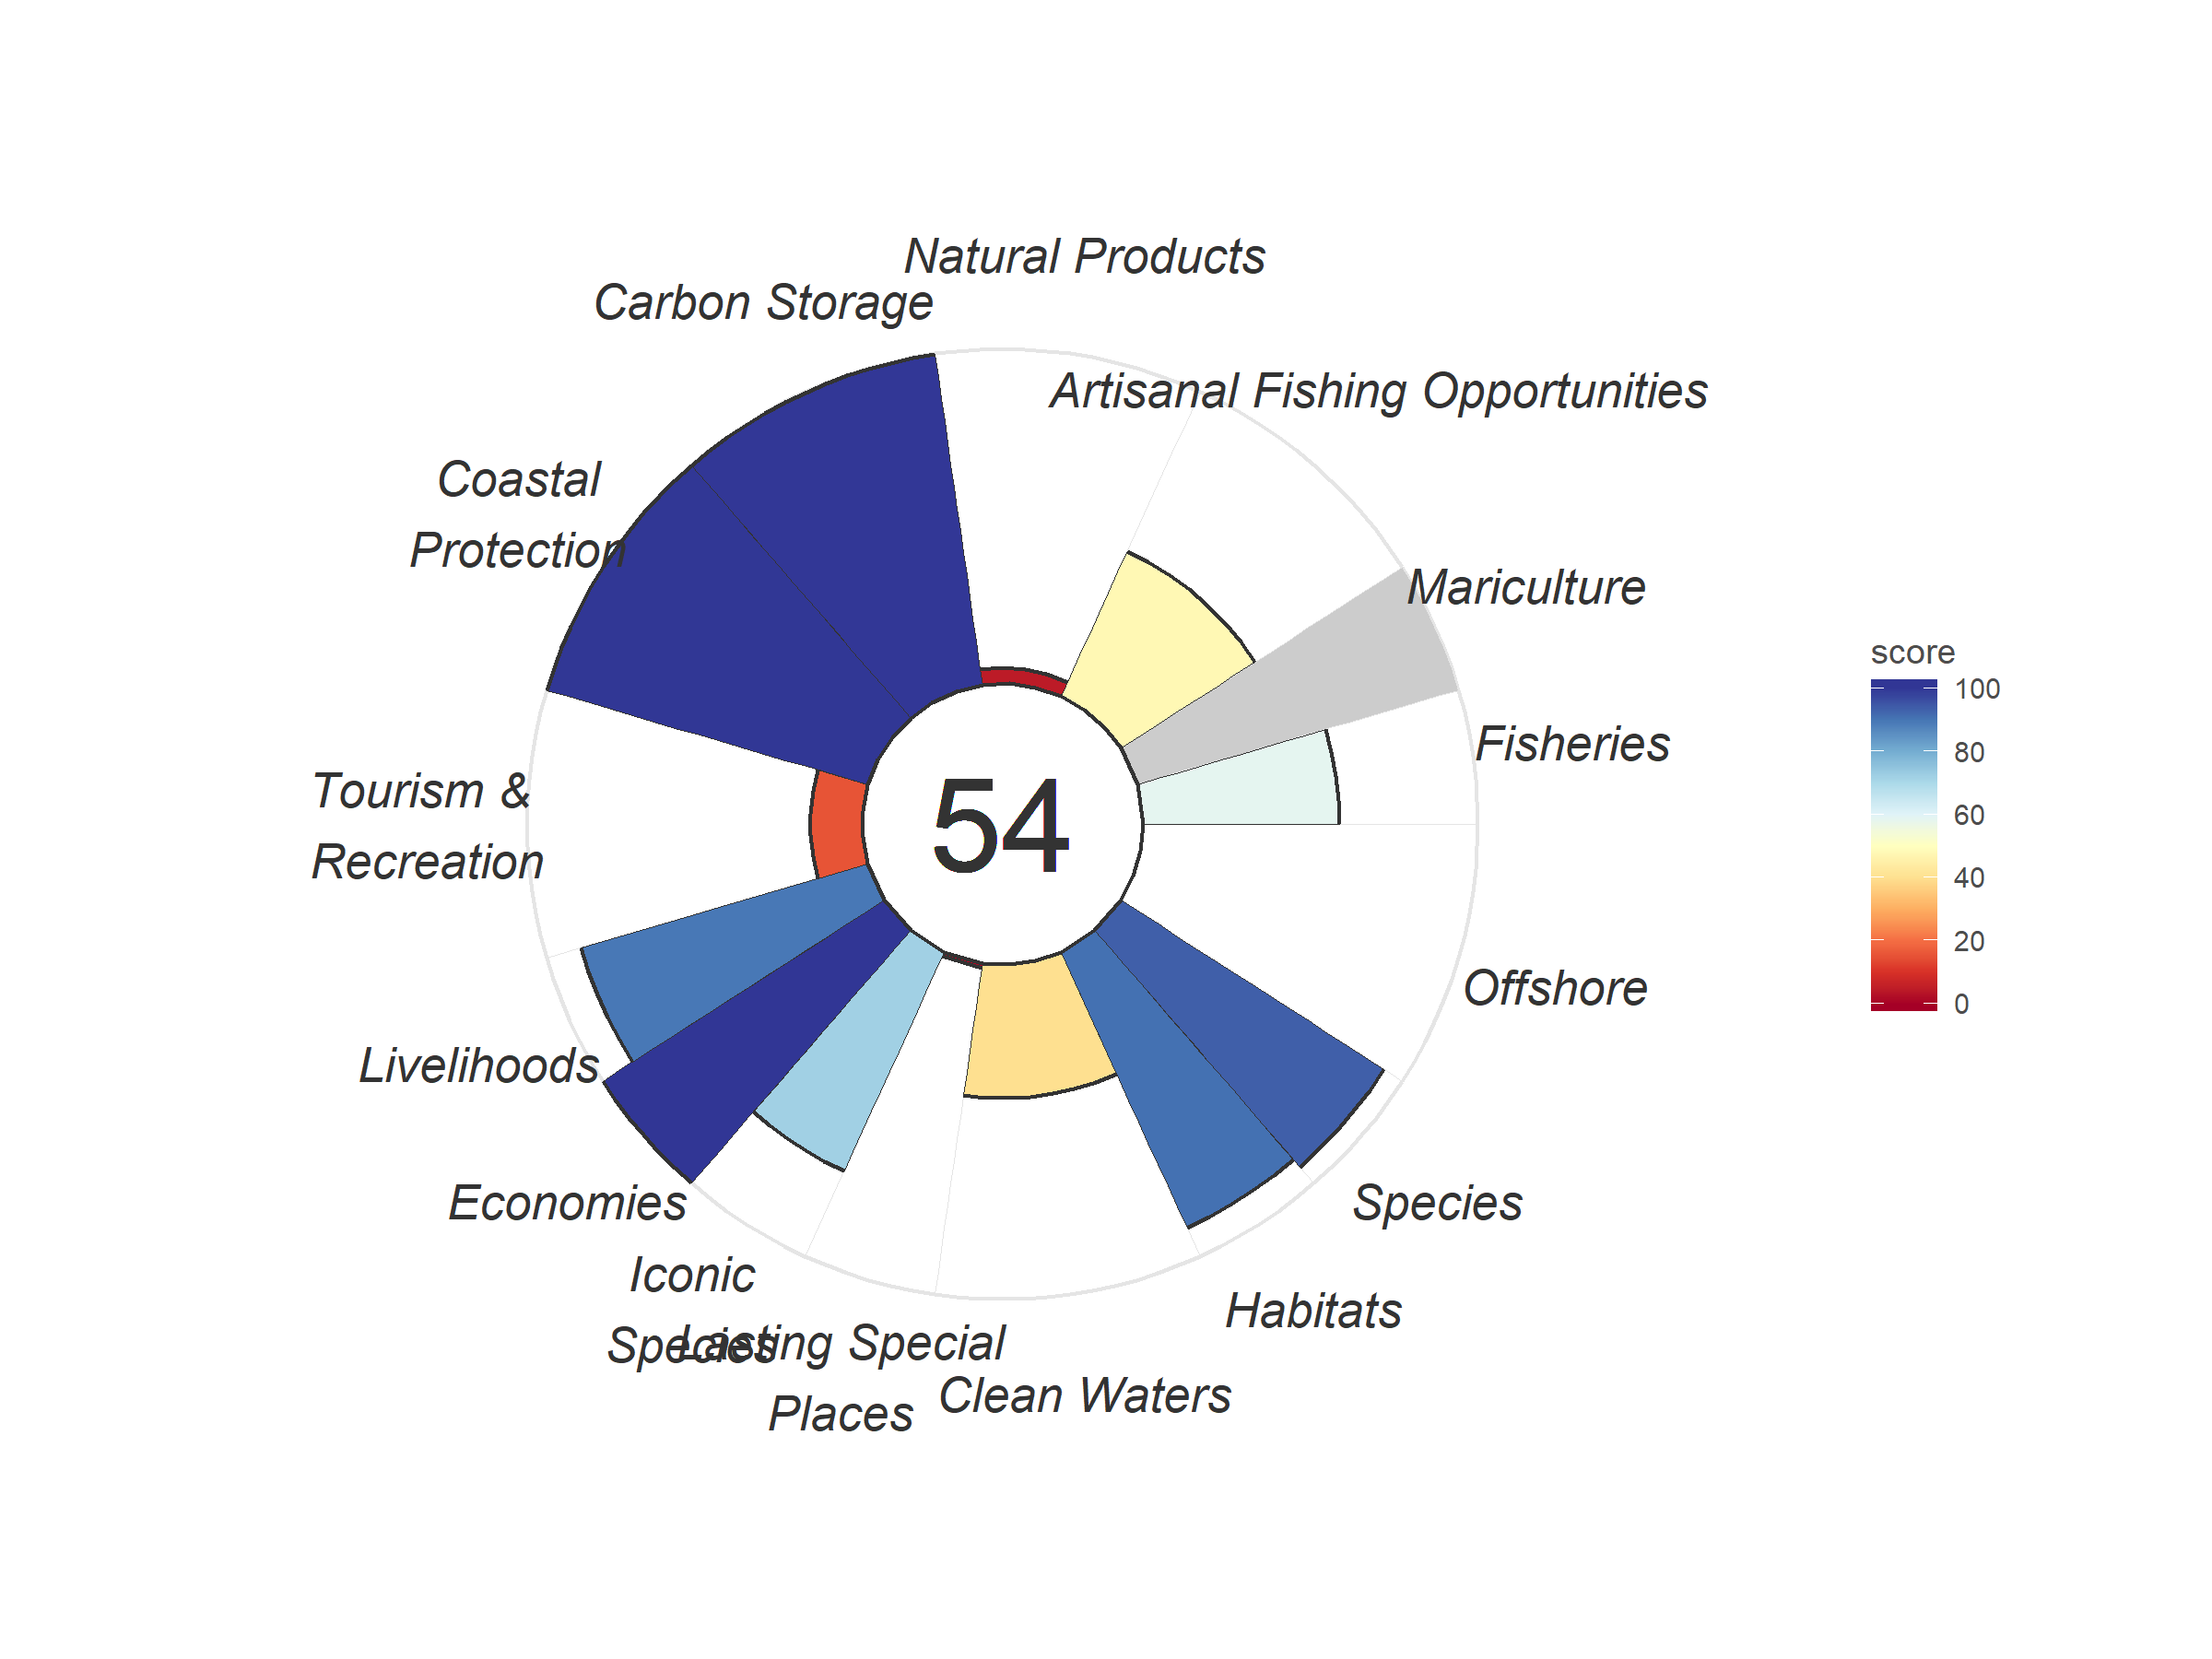 Natural Products
Carbon Storage
Artisanal Fishing Opportunities
Coastal
Protection
Mariculture
Fisheries
Tourism &
Recreation
54
Offshore
Livelihoods
Economies
Species
Iconic
Species
Habitats
Lasting Special
Places
Clean Waters
score
100
80
60
40
20
0